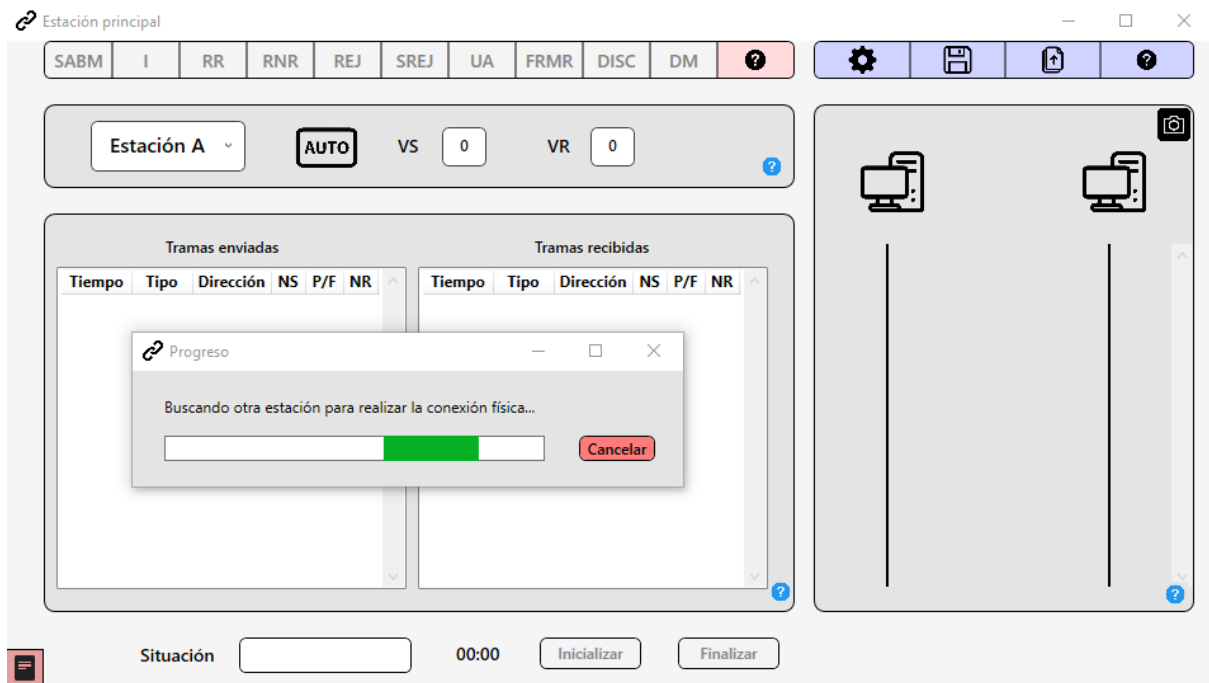 Estación principal
SABM I RR RNR REJ SREJ UA FRMR DISC DM ?
?
Estación A AUTO VS 0 VR 0
?
Tramas enviadas
Tiempo Tipo Dirección NS P/F NR
Tramas recibidas
Tiempo Tipo Dirección NS P/F NR
Progreso
Buscando otra estación para realizar la conexión física...
Cancelar
?
?
Situación 00:00 Inicializar Finalizar